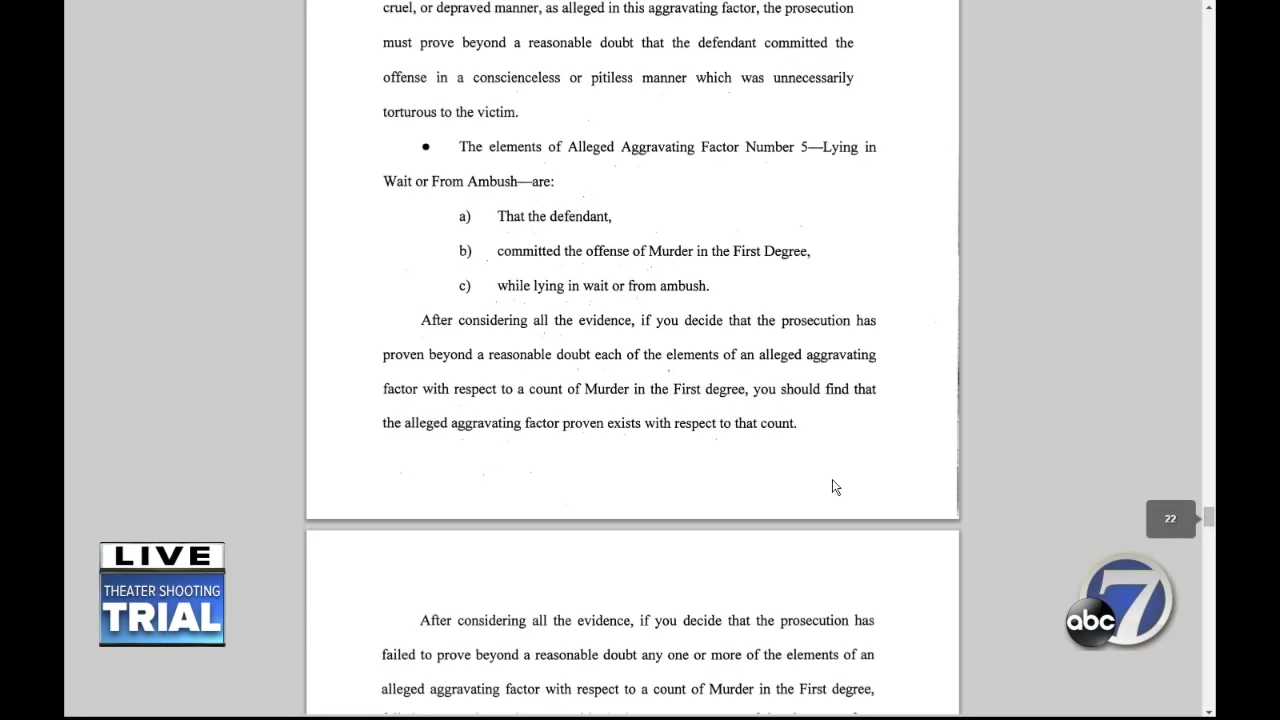 cruel, or depraved manner, as alleged in this aggravating factor, the prosecution
must prove beyond a reasonable doubt that the defendant committed the
offense in a conscienceless or pitiless manner which was unnecessarily
torturous to the victim.
• The elements of Alleged Aggravating Factor Number 5—Lying in
Wait or From Ambush—are:
a) That the defendant,
b) committed the offense of Murder in the First Degree,
c) while lying in wait or from ambush.
After considering all the evidence, if you decide that the prosecution has
proven beyond a reasonable doubt each of the elements of an alleged aggravating
factor with respect to a count of Murder in the First degree, you should find that
the alleged aggravating factor proven exists with respect to that count.
22
LIVE
THEATER SHOOTING
TRIAL
abc 7
After considering all the evidence, if you decide that the prosecution has
failed to prove beyond a reasonable doubt any one or more of the elements of an
alleged aggravating factor with respect to a count of Murder in the First degree,